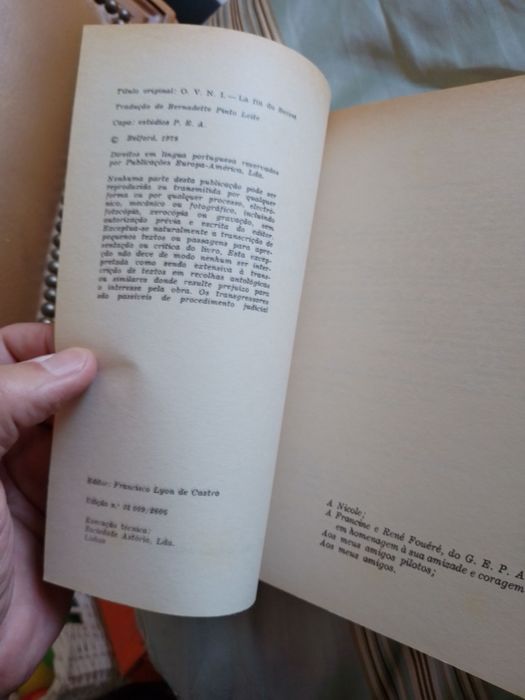 Título original: O. V. N. I. — La fin du Secret
Tradução de Bernadette Pinto Leite
Capa: estúdios P. E. A.
© Belfond, 1978
Direitos em língua portuguesa reservados
por Publicações Europa-América, Lda.
Nenhuma parte desta publicação pode ser
reproduzida ou transmitida por qualquer
forma ou por qualquer processo, electró-
nico, mecânico ou fotográfico, incluindo
fotocópia, xerocópia ou gravação, sem
autorização prévia e escrita do editor.
Exceptua-se naturalmente a transcrição de
pequenos textos ou passagens para apre-
sentação ou crítica do livro. Esta excep-
ção não deve de modo nenhum ser inter-
pretada como sendo extensiva à trans-
crição de textos em recolhas antológicas
ou similares donde resulte prejuízo para
o interesse pela obra. Os transgressores
são passíveis de procedimento judicial
Editor: Francisco Lyon de Castro
Edição n.º
Execução técnica:
Sociedade Astória, Lda.
Lisboa
A Nicole;
A Francine e René Fouéré, do G. E. P. A
em homenagem à sua amizade e coragem
Aos meus amigos pilotos;
Aos meus amigos.